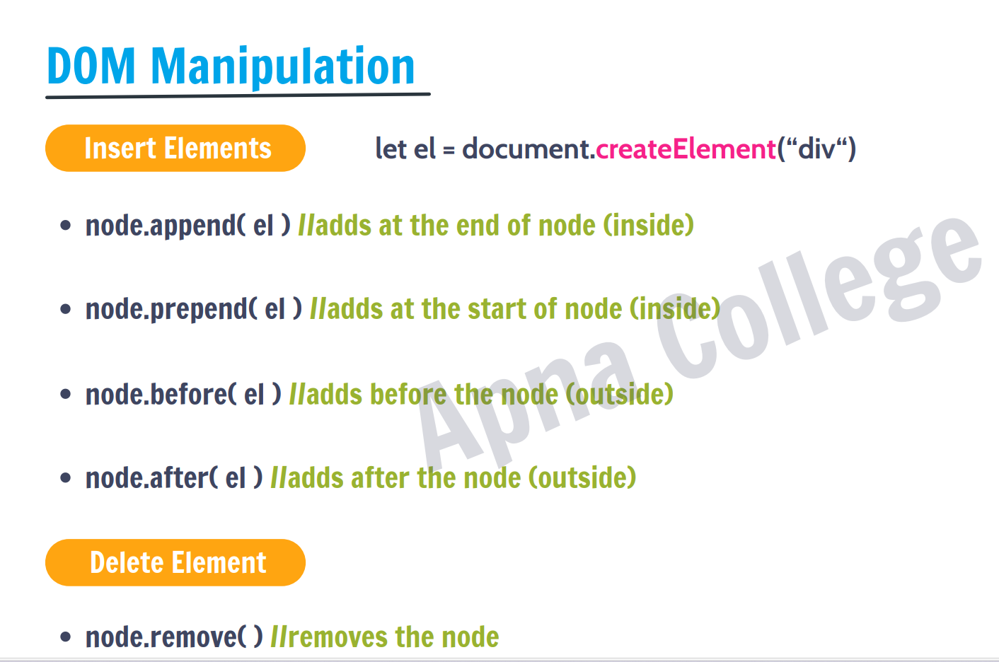 DOM Manipulation
Insert Elements
let el = document.createElement(“div“)
• node.append( el ) //adds at the end of node (inside)
• node.prepend( el ) //adds at the start of node (inside)
• node.before( el ) //adds before the node (outside)
• node.after( el ) //adds after the node (outside)
Apna College
Delete Element
• node.remove( ) //removes the node